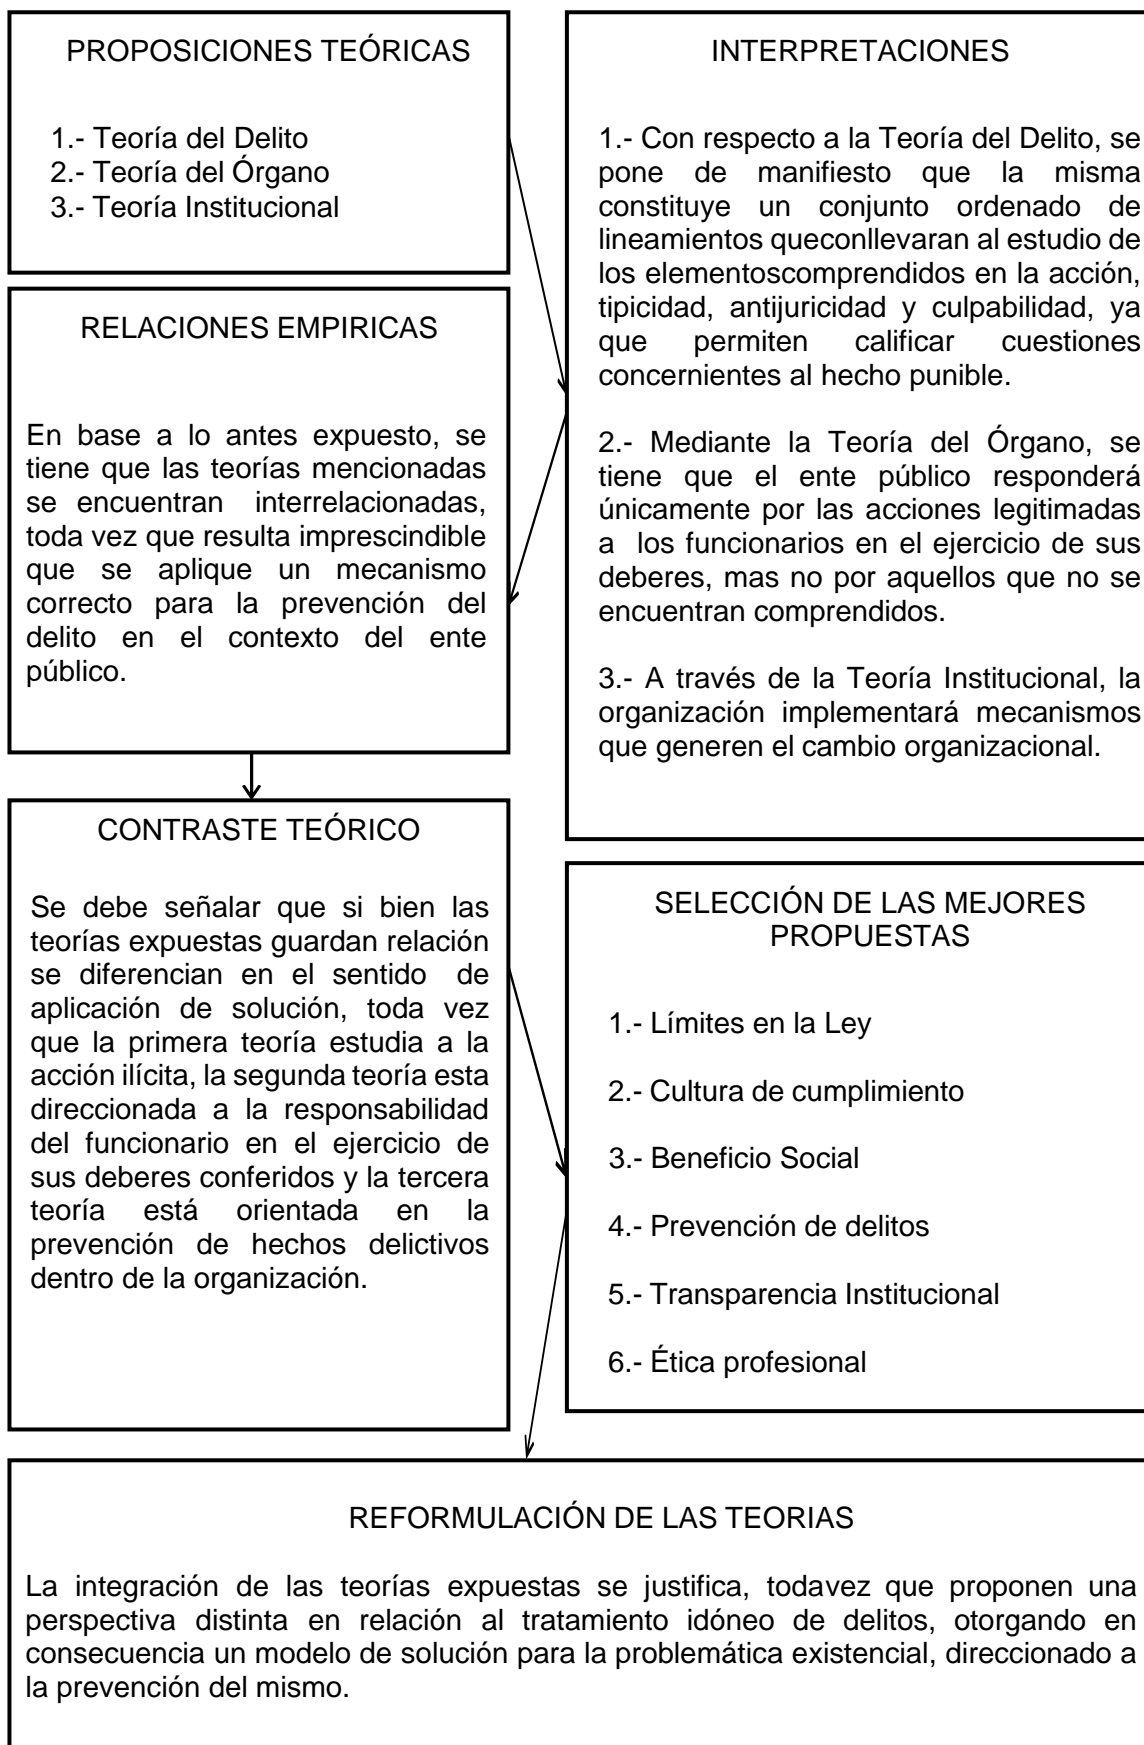 PROPOSICIONES TEÓRICAS
1.- Teoría del Delito
2.- Teoría del Órgano
3.- Teoría Institucional
INTERPRETACIONES
1.- Con respecto a la Teoría del Delito, se
pone de manifiesto que la misma
constituye un conjunto ordenado de
lineamientos queconllevaran al estudio de
los elementoscomprendidos en la acción,
tipicidad, antijuricidad y culpabilidad, ya
que permiten calificar cuestiones
concernientes al hecho punible.
2.- Mediante la Teoría del Órgano, se
tiene que el ente público responderá
únicamente por las acciones legitimadas
a los funcionarios en el ejercicio de sus
deberes, mas no por aquellos que no se
encuentran comprendidos.
3.- A través de la Teoría Institucional, la
organización implementará mecanismos
que generen el cambio organizacional.
RELACIONES EMPIRICAS
En base a lo antes expuesto, se
tiene que las teorías mencionadas
se encuentran interrelacionadas,
toda vez que resulta imprescindible
que se aplique un mecanismo
correcto para la prevención del
delito en el contexto del ente
público.
CONTRASTE TEÓRICO
Se debe señalar que si bien las
teorías expuestas guardan relación
se diferencian en el sentido de
aplicación de solución, toda vez
que la primera teoría estudia a la
acción ilícita, la segunda teoría esta
direccionada a la responsabilidad
del funcionario en el ejercicio de
sus deberes conferidos y la tercera
teoría está orientada en la
prevención de hechos delictivos
dentro de la organización.
SELECCIÓN DE LAS MEJORES
PROPUESTAS
1.- Límites en la Ley
2.- Cultura de cumplimiento
3.- Beneficio Social
4.- Prevención de delitos
5.- Transparencia Institucional
6.- Ética profesional
REFORMULACIÓN DE LAS TEORIAS
La integración de las teorías expuestas se justifica, todavez que proponen una
perspectiva distinta en relación al tratamiento idóneo de delitos, otorgando en
consecuencia un modelo de solución para la problemática existencial, direccionado a
la prevención del mismo.